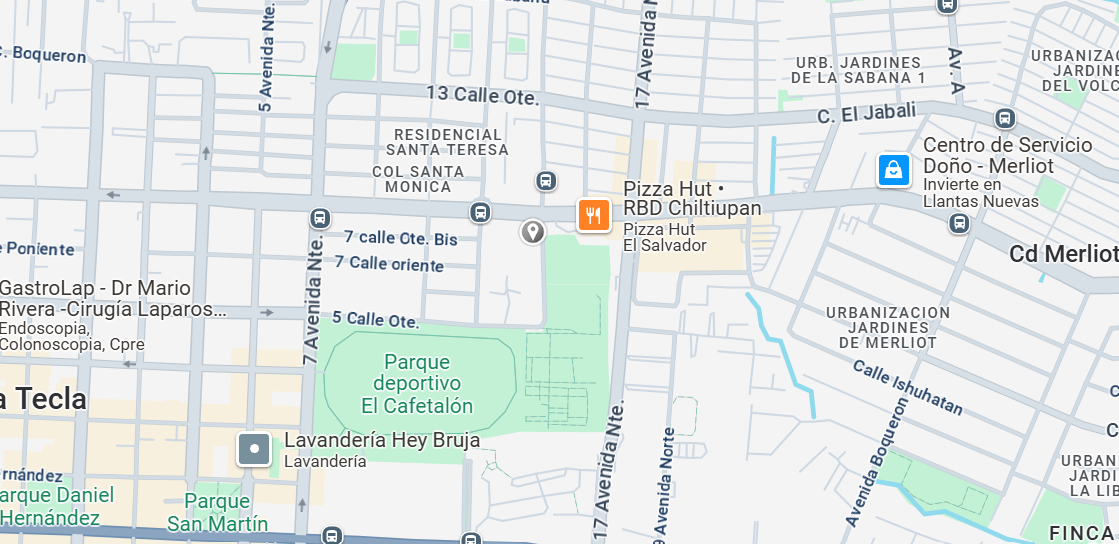 C. Boqueron
5 Avenida Nte.
17 Avenida N
13 Calle Ote.
URB. JARDINES
DE LA SABANA 1
Av. A
JARDINE
DEL VOLC
C. El Jabali
RESIDENCIAL
SANTA TERESA
COL SANTA
MONICA
Centro de Servicio
Doño - Merliot
Invierte en
Llantas Nuevas
Pizza Hut •
RBD Chiltiupan
Pizza Hut
El Salvador
7 calle Ote. Bis
7 Calle oriente
e Poniente
Cd Merliot
GastroLap - Dr Mario
Rivera -Cirugía Laparos...
Endoscopia,
Colonoscopia, Cpre
5 Calle Ote.
7 Avenida Nte.
URBANIZACION
JARDINES
DE MERLIOT
Parque
deportivo
El Cafetalón
Calle Ishuhatan
a Tecla
Lavandería Hey Bruja
Lavandería
17 Avenida Nte.
9 Avenida Norte
Avenida Boqueron
URBAN
JARDI
LA LIB
rnández
arque Daniel
Hernández
Parque
San Martín
FINCA